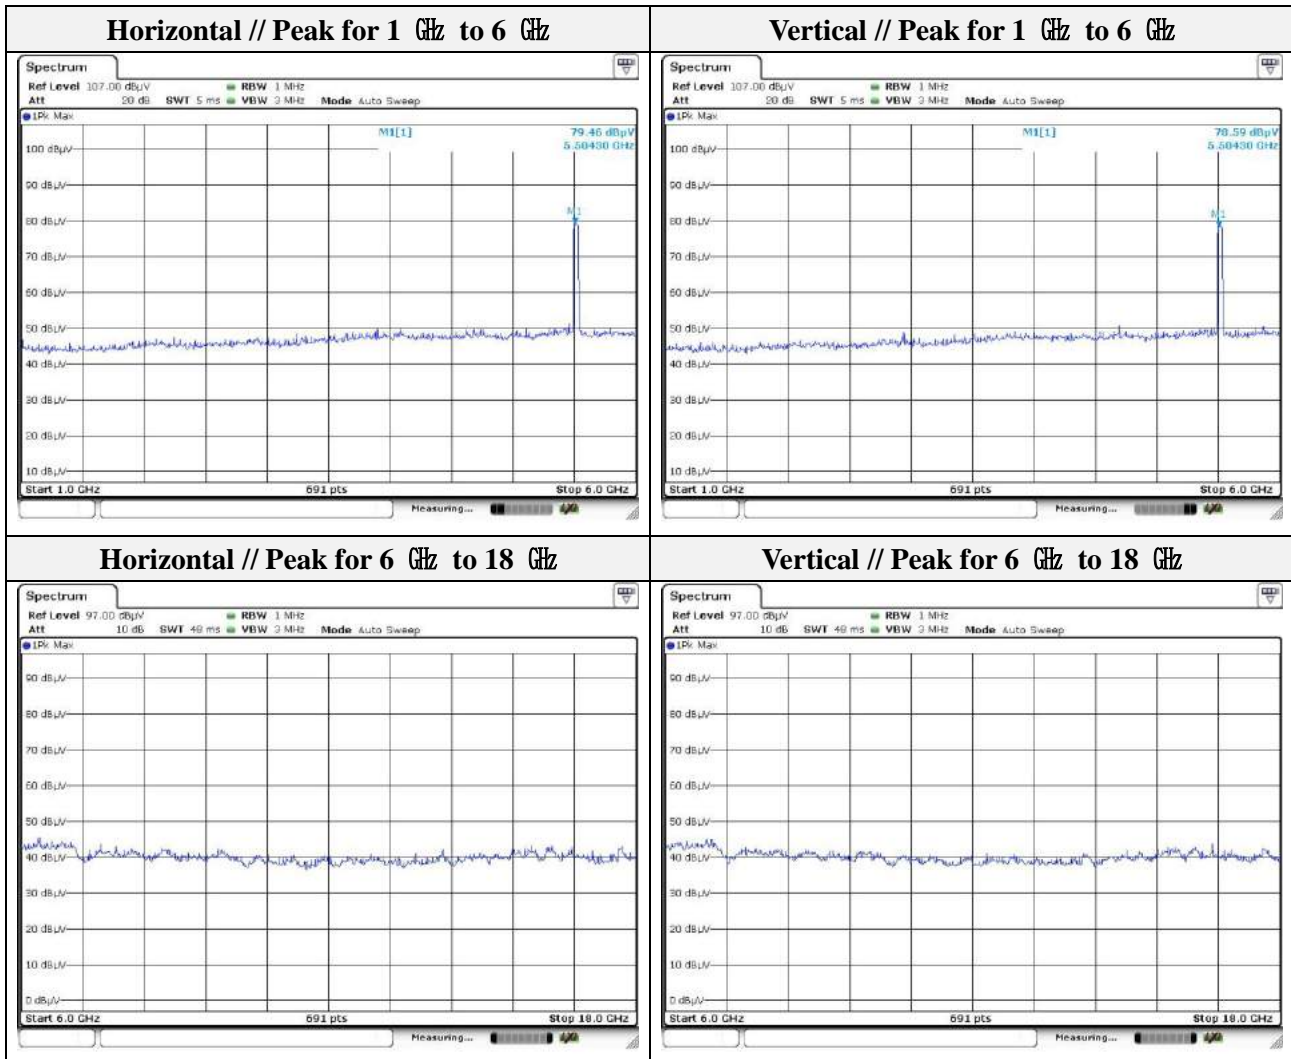 Horizontal // Peak for 1 ㎓ to 6 ㎓
Vertical // Peak for 1 ㎓ to 6 ㎓
Spectrum
Ref Level 107.00 dBµV RBW 1 MHz
Att 20 dB SWT 5 ms VBW 3 MHz Mode Auto Sweep
1Pk Max
M1[1] 79.46 dBµV
5.50430 GHz
M1
100 dBµV
90 dBµV
80 dBµV
70 dBµV
60 dBµV
50 dBµV
40 dBµV
30 dBµV
20 dBµV
10 dBµV
Start 1.0 GHz 691 pts Stop 6.0 GHz
Measuring...
Spectrum
Ref Level 107.00 dBµV RBW 1 MHz
Att 20 dB SWT 5 ms VBW 3 MHz Mode Auto Sweep
1Pk Max
M1[1] 78.59 dBµV
5.50430 GHz
M1
100 dBµV
90 dBµV
80 dBµV
70 dBµV
60 dBµV
50 dBµV
40 dBµV
30 dBµV
20 dBµV
10 dBµV
Start 1.0 GHz 691 pts Stop 6.0 GHz
Measuring...
Horizontal // Peak for 6 ㎓ to 18 ㎓
Vertical // Peak for 6 ㎓ to 18 ㎓
Spectrum
Ref Level 97.00 dBµV RBW 1 MHz
Att 10 dB SWT 48 ms VBW 3 MHz Mode Auto Sweep
1Pk Max
90 dBµV
80 dBµV
70 dBµV
60 dBµV
50 dBµV
40 dBµV
30 dBµV
20 dBµV
10 dBµV
0 dBµV
Start 6.0 GHz 691 pts Stop 18.0 GHz
Measuring...
Spectrum
Ref Level 97.00 dBµV RBW 1 MHz
Att 10 dB SWT 48 ms VBW 3 MHz Mode Auto Sweep
1Pk Max
90 dBµV
80 dBµV
70 dBµV
60 dBµV
50 dBµV
40 dBµV
30 dBµV
20 dBµV
10 dBµV
0 dBµV
Start 6.0 GHz 691 pts Stop 18.0 GHz
Measuring...